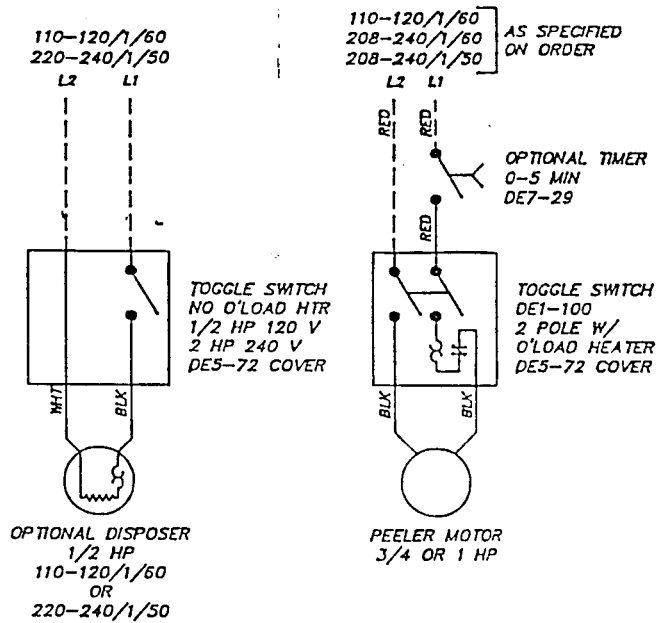 110-120/1/60
220-240/1/50
L2 L1
TOGGLE SWITCH
NO O'LOAD HTR
1/2 HP 120 V
2 HP 240 V
DE5-72 COVER
WHT
BLK
OPTIONAL DISPOSER
1/2 HP
110-120/1/60
OR
220-240/1/50
110-120/1/60
208-240/1/60
208-240/1/50
AS SPECIFIED
ON ORDER
L2 L1
RED
RED
OPTIONAL TIMER
0-5 MIN
DE7-29
RED
TOGGLE SWITCH
DE1-100
2 POLE W/
O'LOAD HEATER
DE5-72 COVER
BLK
BLK
PEELER MOTOR
3/4 OR 1 HP